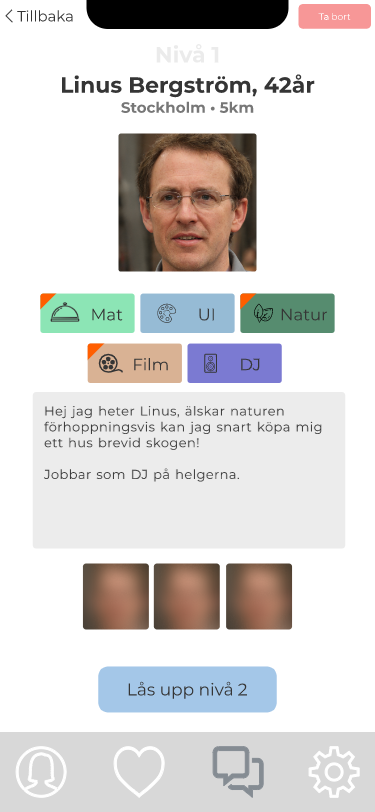 Tillbaka
Ta bort
Nivå 1
Linus Bergström, 42år
Stockholm • 5km
Mat
UI
Natur
Film
DJ
Hej jag heter Linus, älskar naturen
förhoppningsvis kan jag snart köpa mig
ett hus brevid skogen!
Jobbar som DJ på helgerna.
Lås upp nivå 2